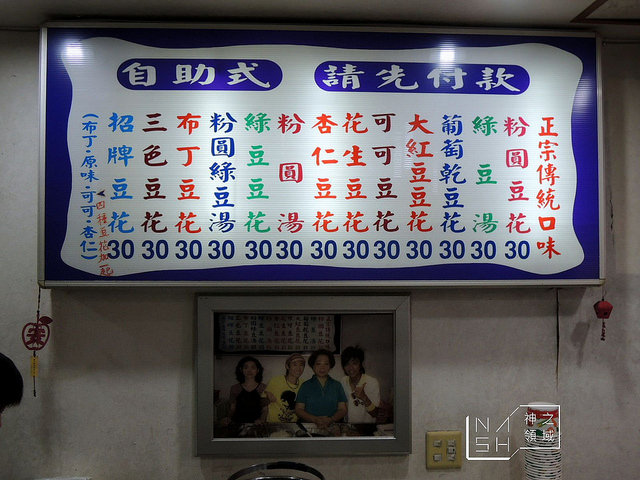 自助式 請先付款
正宗傳統口味
粉圓豆花 30
綠豆湯 30
葡萄乾豆花 30
大紅豆豆花 30
可可豆花 30
花生豆花 30
杏仁豆花 30
粉圓湯 30
綠豆豆花 30
粉圓綠豆湯 30
布丁豆花 30
三色豆花 30
招牌豆花 30
(布丁·原味·可可·杏仁)
NASH 神之領域